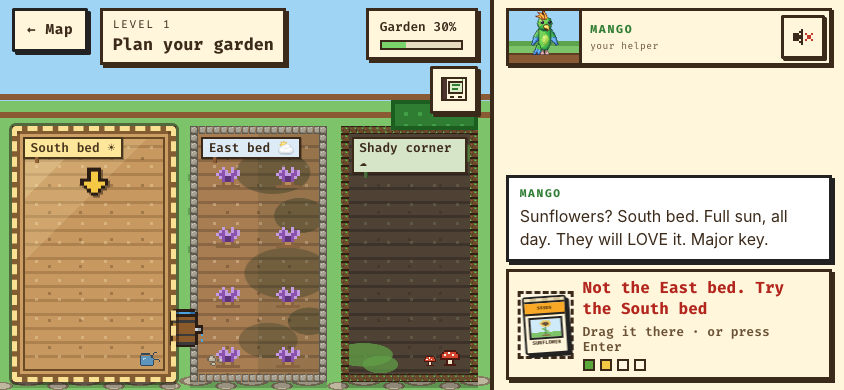 ← Map
LEVEL 1
Plan your garden
Garden 30%
South bed ☀
East bed ⛅
Shady corner ☁
MANGO
your helper
MANGO
Sunflowers? South bed. Full sun, all
day. They will LOVE it. Major key.
SEEDS
SUNFLOWER
Not the East bed. Try
the South bed
Drag it there · or press
Enter